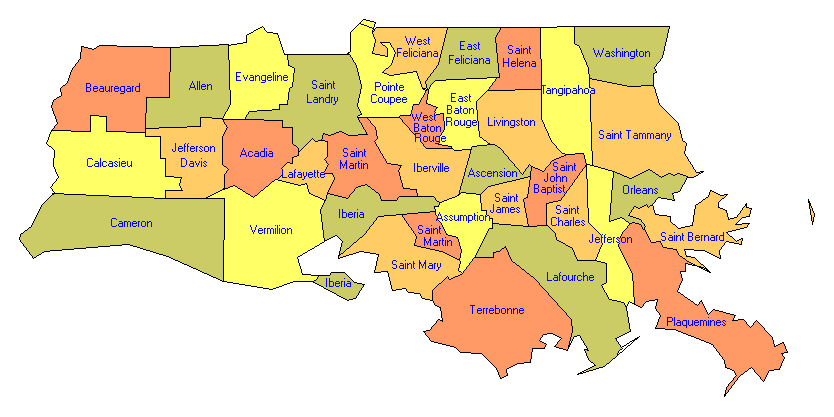 West
Feliciana
East
Feliciana
Saint
Helena
Washington
Beauregard
Allen
Evangeline
Saint
Landry
Pointe
Coupee
East
Baton
Rouge
Tangipahoa
West
Baton
Rouge
Livingston
Saint Tammany
Calcasieu
Jefferson
Davis
Acadia
Lafayette
Saint
Martin
Iberville
Ascension
Saint
John
Baptist
Orleans
Cameron
Vermilion
Iberia
Assumption
Saint
James
Saint
Charles
Saint
Martin
Jefferson
Saint Bernard
Saint Mary
Iberia
Lafourche
Terrebonne
Plaquemines